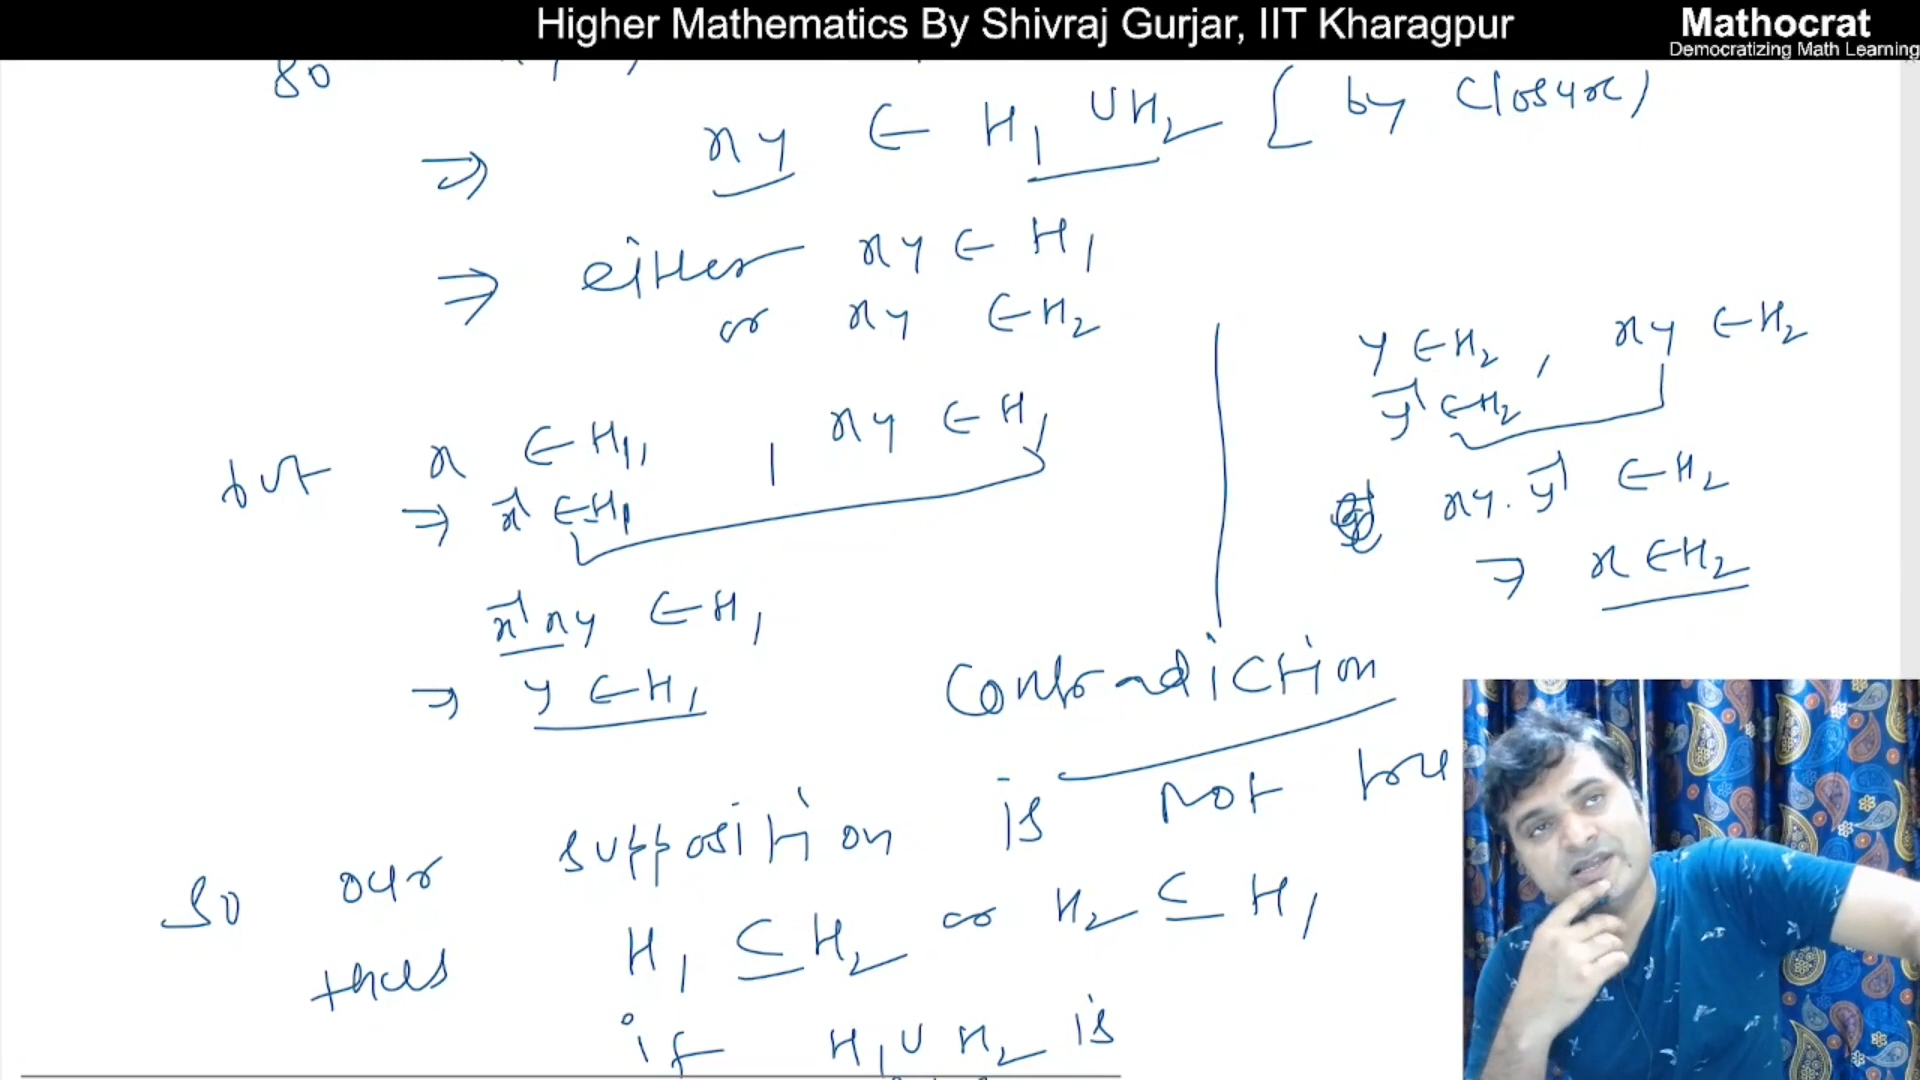 Higher Mathematics By Shivraj Gurjar, IIT Kharagpur
Mathocrat
Democratizing Math Learning
so
⇒ xy ∈ H₁ ∪ H₂ [by closure)
⇒ either xy ∈ H₁
or xy ∈ H₂
but x ∈ H₁, , xy ∈ H₁
⇒ x⁻¹ ∈ H₁
x⁻¹xy ∈ H₁
⇒ y ∈ H₁
y ∈ H₂, xy ∈ H₂
y⁻¹ ∈ H₂
xy.y⁻¹ ∈ H₂
⇒ x ∈ H₂
Contradiction
so our supposition is not true
thus H₁ ⊆ H₂ or H₂ ⊆ H₁
if H₁ ∪ H₂ is